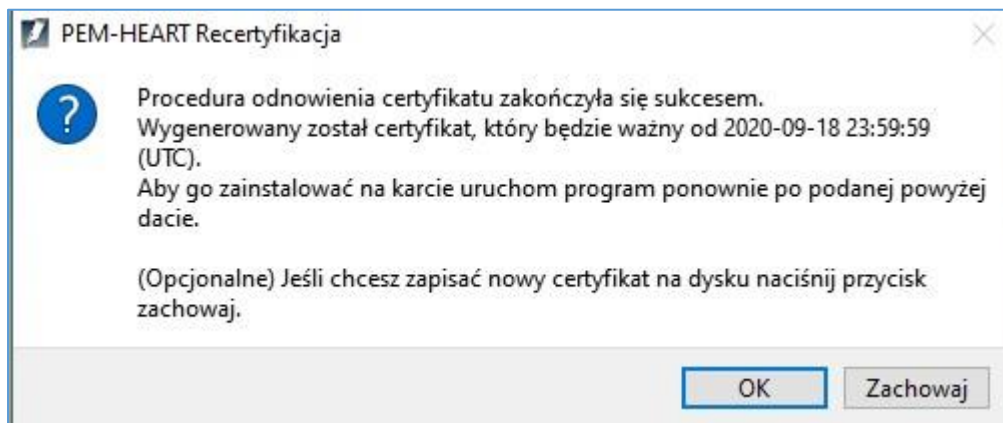 PEM-HEART Recertyfikacja
Procedura odnowienia certyfikatu zakończyła się sukcesem.
Wygenerowany został certyfikat, który będzie ważny od 2020-09-18 23:59:59
(UTC).
Aby go zainstalować na karcie uruchom program ponownie po podanej powyżej
dacie.
(Opcjonalne) Jeśli chcesz zapisać nowy certyfikat na dysku naciśnij przycisk
zachowaj.
OK
Zachowaj